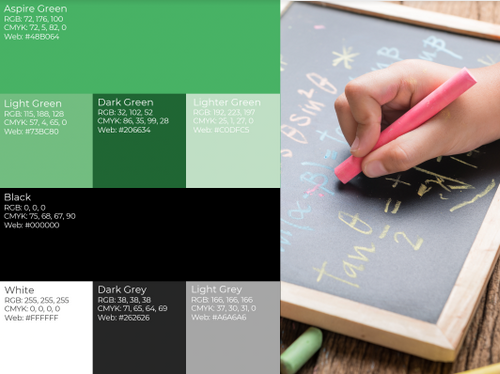 Aspire Green
RGB: 72, 176, 100
CMYK: 72, 5, 82, 0
Web: #48B064
Light Green
RGB: 115, 188, 128
CMYK: 57, 4, 65, 0
Web: #73BC80
Dark Green
RGB: 32, 102, 52
CMYK: 86, 35, 99, 28
Web: #206634
Lighter Green
RGB: 192, 223, 197
CMYK: 25, 1, 27, 0
Web: #C0DFC5
Black
RGB: 0, 0, 0
CMYK: 75, 68, 67, 90
Web: #000000
White
RGB: 255, 255, 255
CMYK: 0, 0, 0, 0
Web: #FFFFFF
Dark Grey
RGB: 38, 38, 38
CMYK: 71, 65, 64, 69
Web: #262626
Light Grey
RGB: 166, 166, 166
CMYK: 37, 30, 31, 0
Web: #A6A6A6
tan θ
2